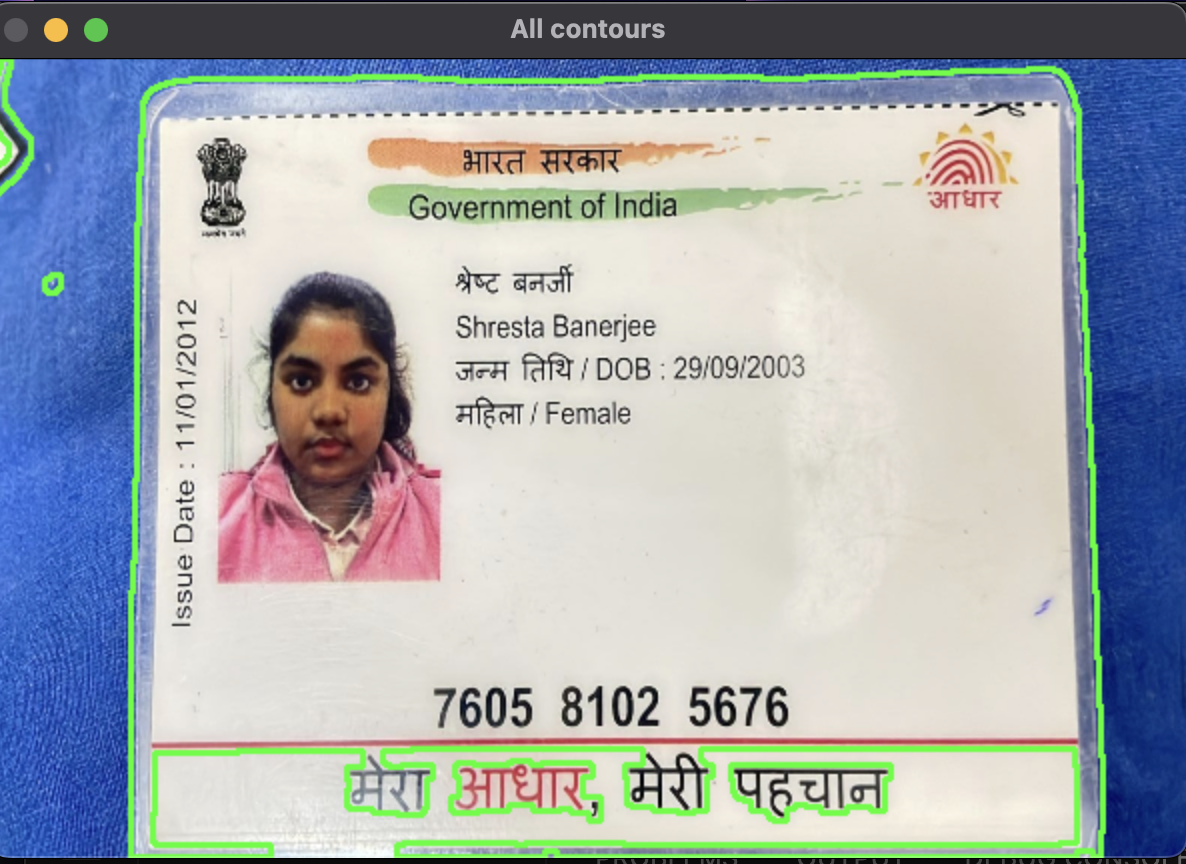 All contours
भारत सरकार
Government of India
आधार
श्रेष्ट बनर्जी
Shresta Banerjee
जन्म तिथि / DOB : 29/09/2003
महिला / Female
Issue Date : 11/01/2012
7605 8102 5676
मेरा आधार, मेरी पहचान